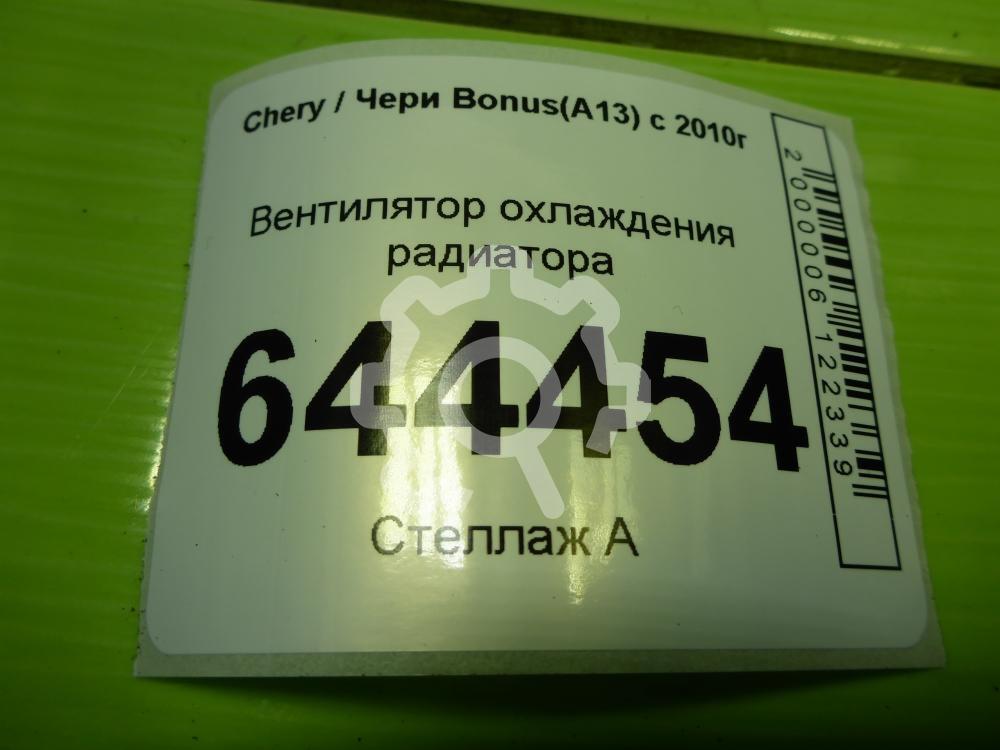 Chery / Чери Bonus(A13) с 2010г
Вентилятор охлаждения
радиатора
644454
Стеллаж А
2000006122339